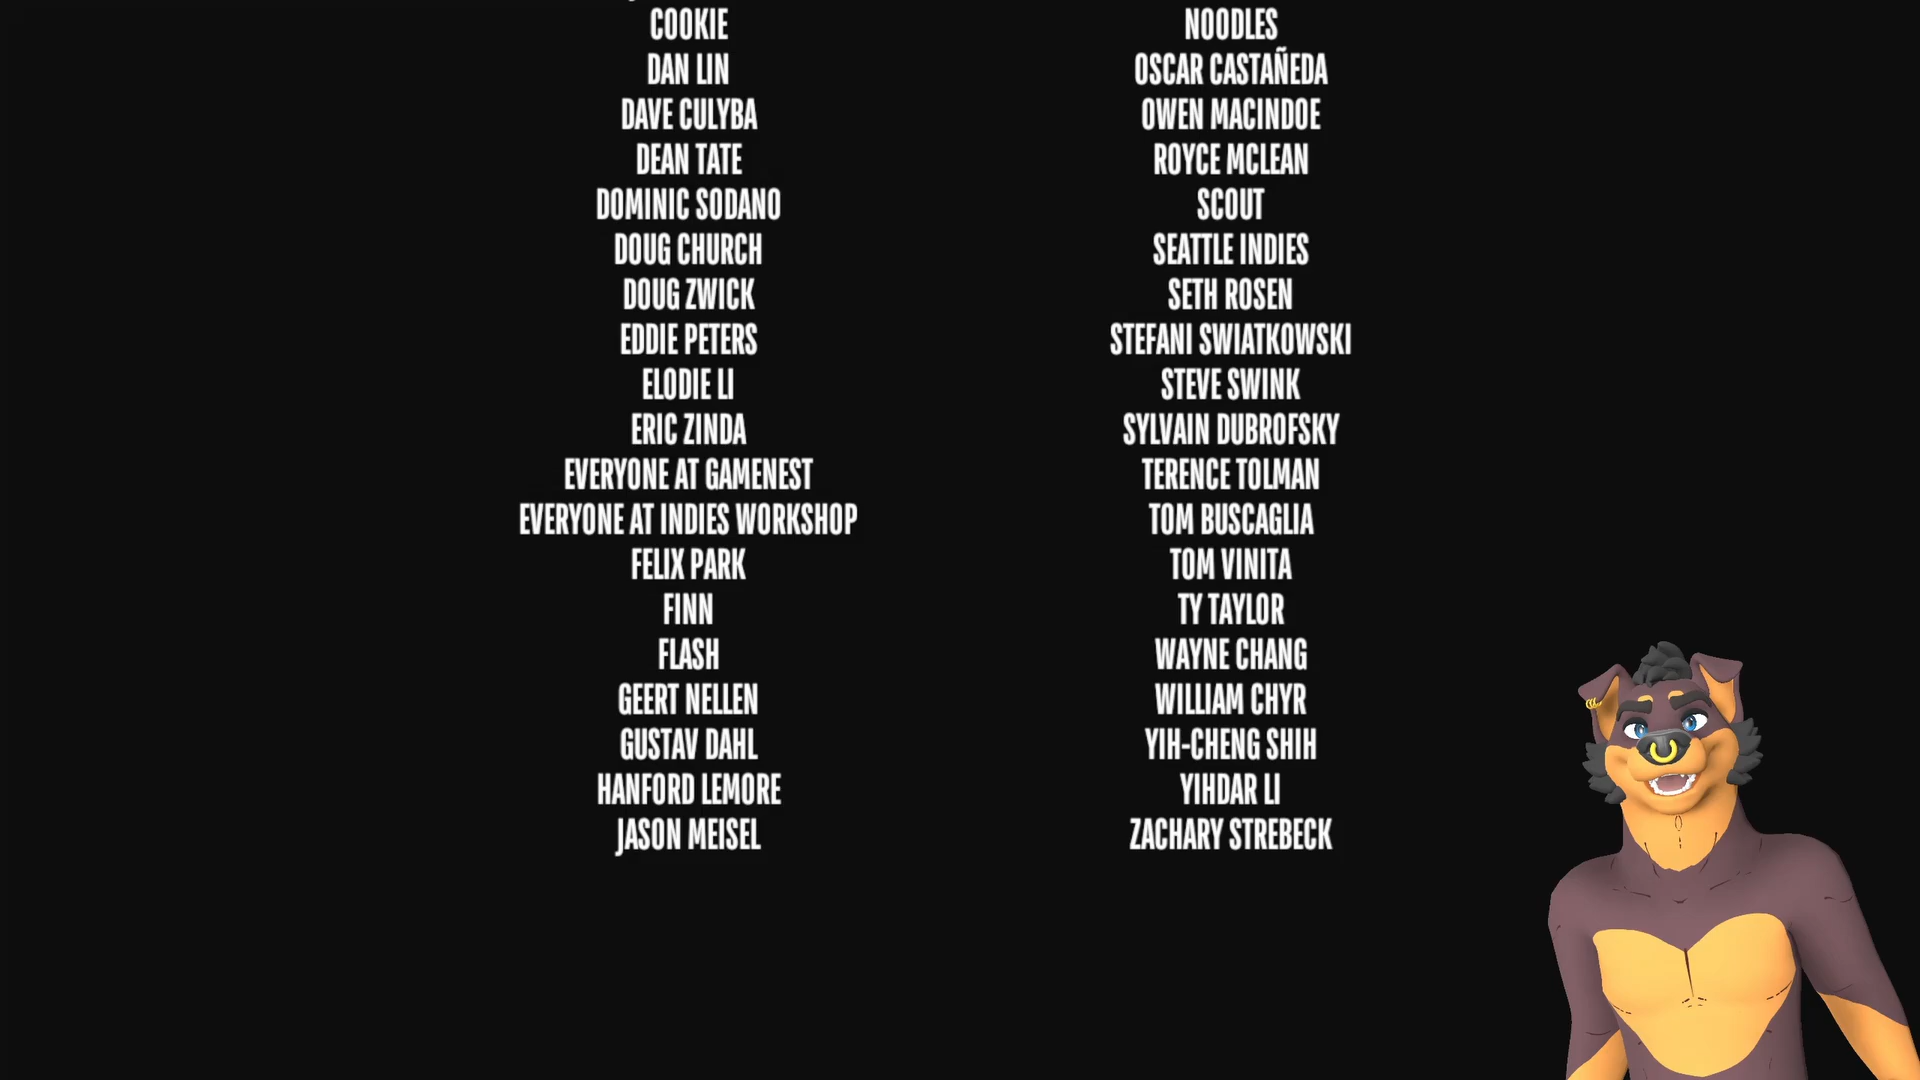 COOKIE
DAN LIN
DAVE CULYBA
DEAN TATE
DOMINIC SODANO
DOUG CHURCH
DOUG ZWICK
EDDIE PETERS
ELODIE LI
ERIC ZINDA
EVERYONE AT GAMENEST
EVERYONE AT INDIES WORKSHOP
FELIX PARK
FINN
FLASH
GEERT NELLEN
GUSTAV DAHL
HANFORD LEMORE
JASON MEISEL
NOODLES
OSCAR CASTAÑEDA
OWEN MACINDOE
ROYCE MCLEAN
SCOUT
SEATTLE INDIES
SETH ROSEN
STEFANI SWIATKOWSKI
STEVE SWINK
SYLVAIN DUBROFSKY
TERENCE TOLMAN
TOM BUSCAGLIA
TOM VINITA
TY TAYLOR
WAYNE CHANG
WILLIAM CHYR
YIH-CHENG SHIH
YIHDAR LI
ZACHARY STREBECK